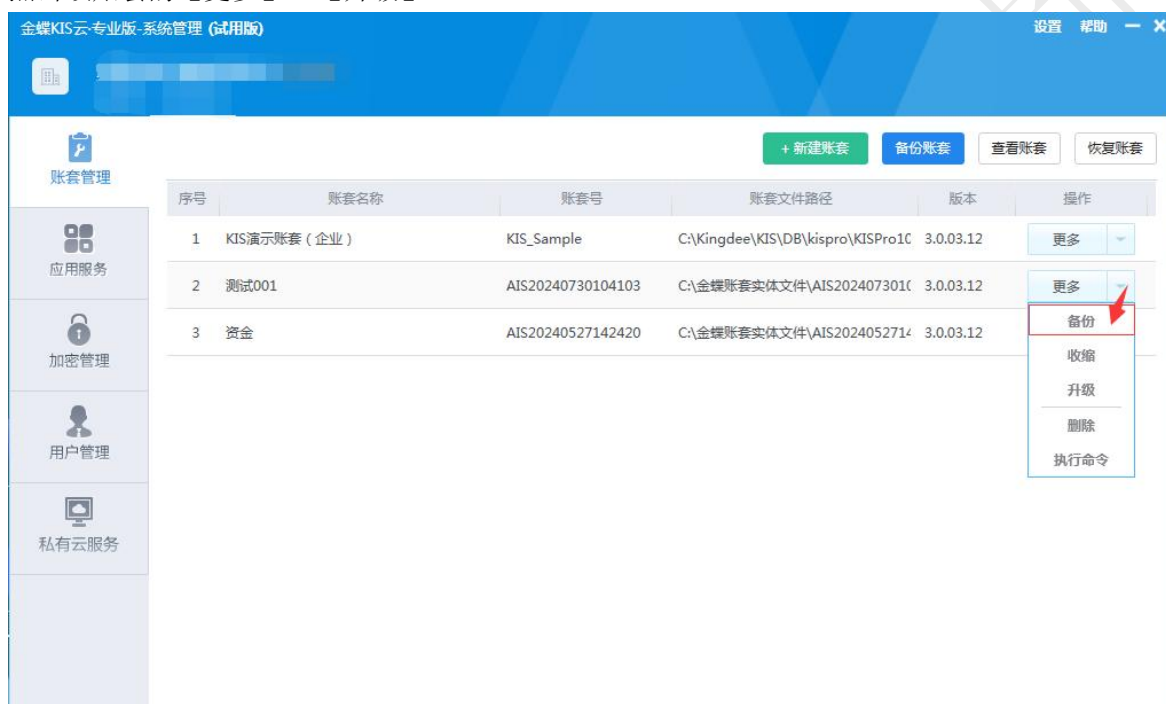 金蝶KIS云·专业版-系统管理 (试用版) 设置 帮助
账套管理
+ 新建账套 备份账套 查看账套 恢复账套
序号 账套名称 账套号 账套文件路径 版本 操作
1 KIS演示账套 ( 企业 ) KIS_Sample C:\Kingdee\KIS\DB\kispro\KISPro10 3.0.03.12 更多
应用服务
2 测试001 AIS20240730104103 C:\金蝶账套实体文件\AIS2024073010 3.0.03.12 更多
备份
3 资金 AIS20240527142420 C:\金蝶账套实体文件\AIS2024052714 3.0.03.12
加密管理
收缩
升级
删除
用户管理
执行命令
私有云服务